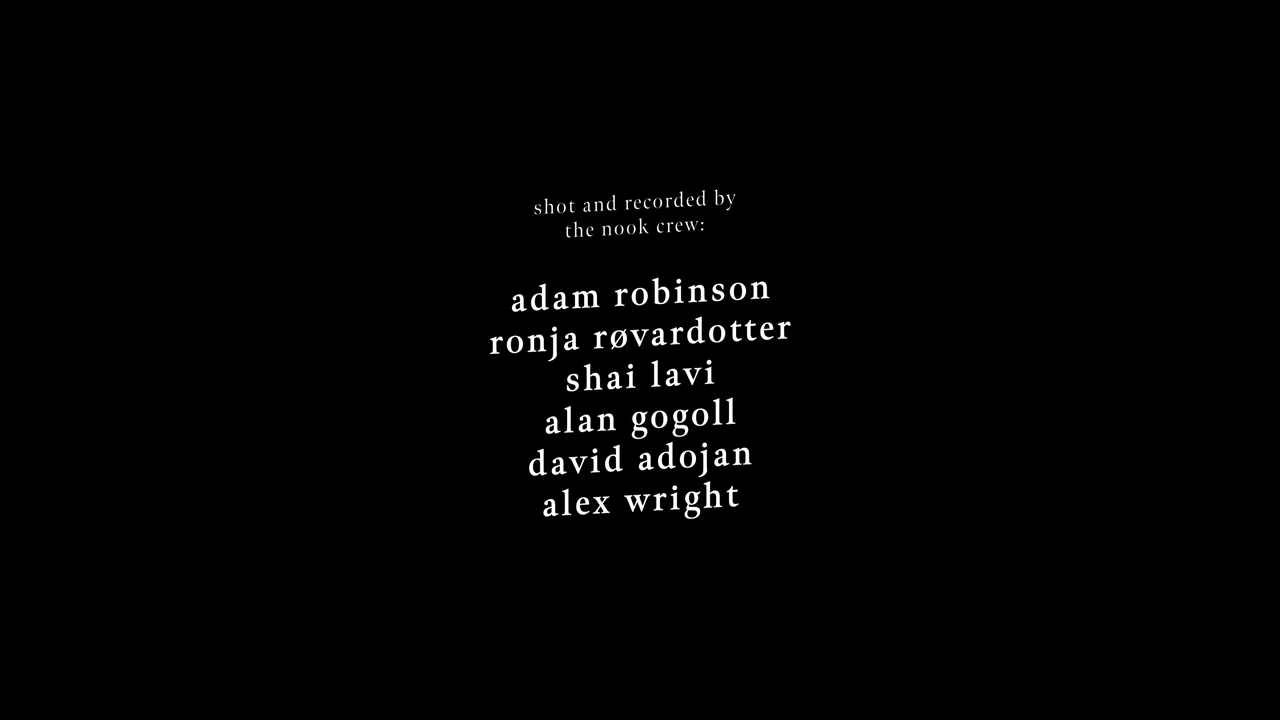 shot and recorded by
the nook crew:
adam robinson
ronja røvardotter
shai lavi
alan gogoll
david adojan
alex wright